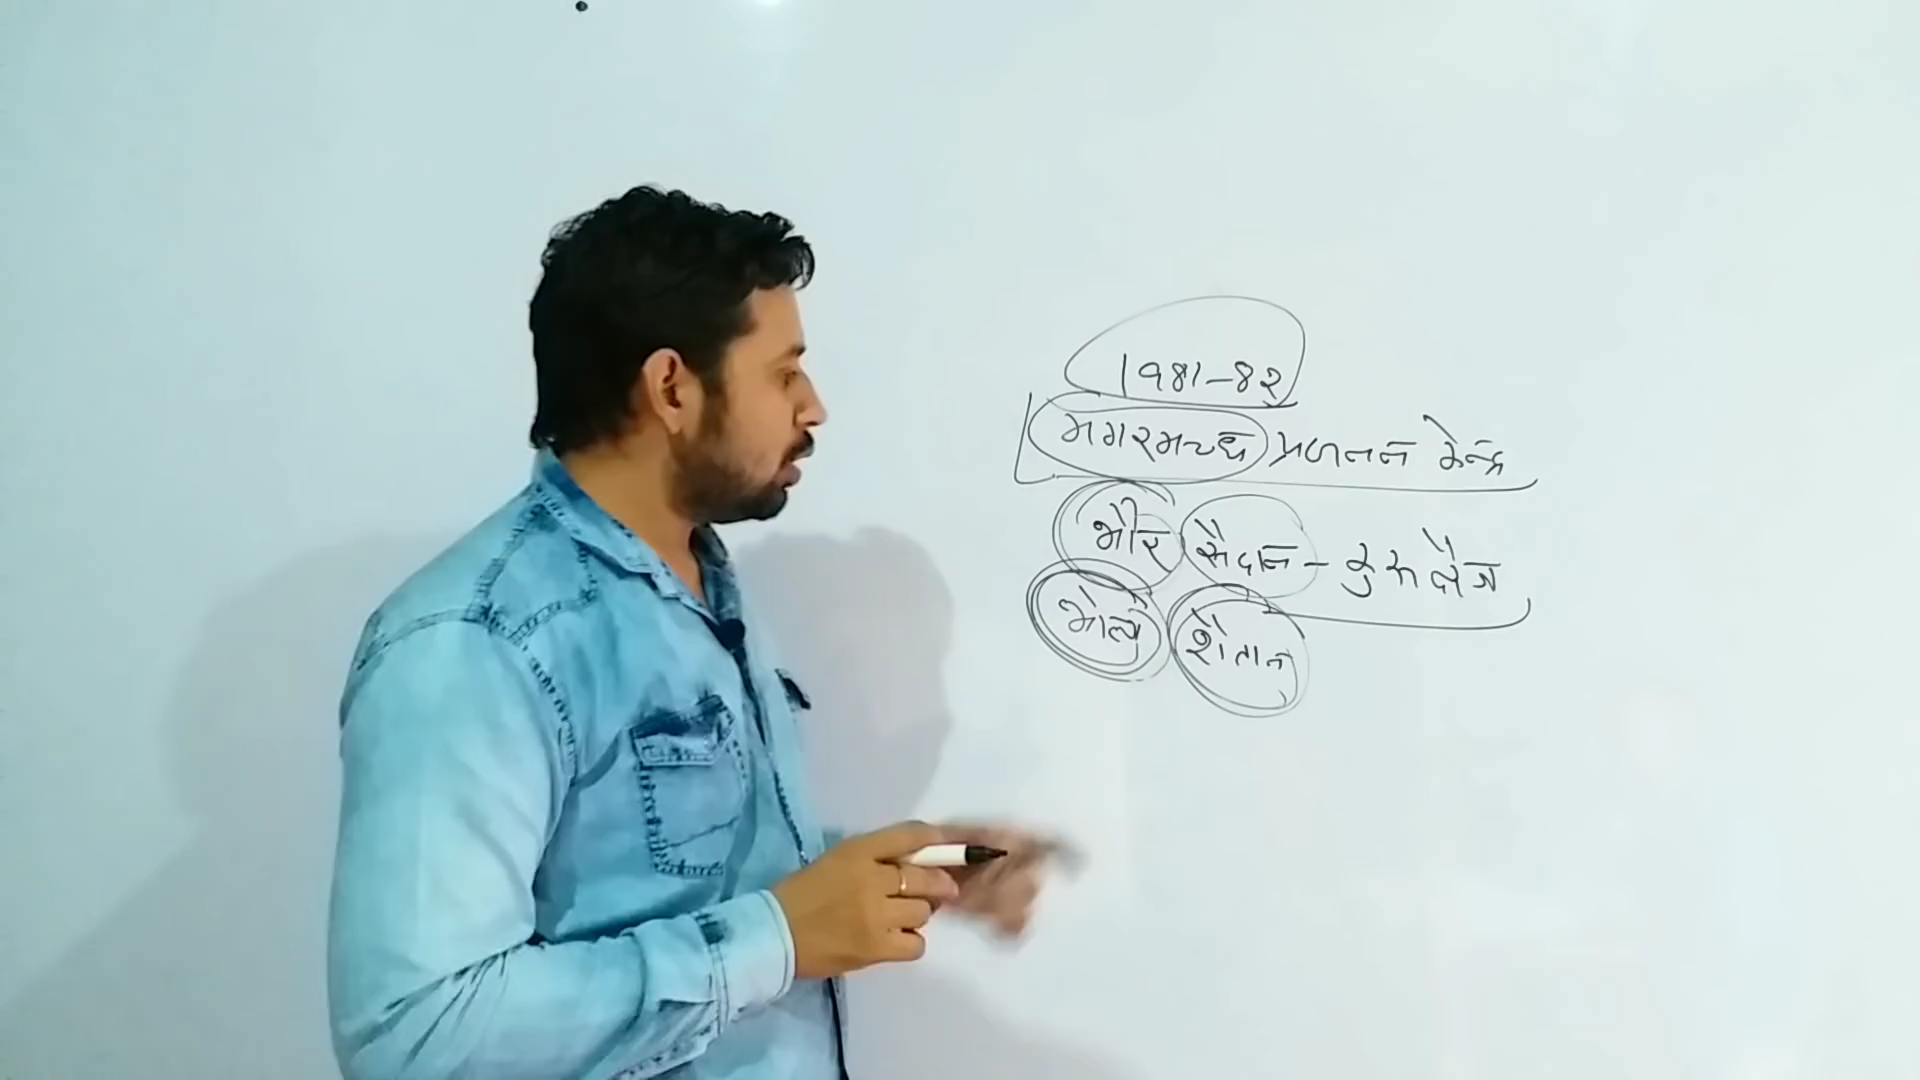 1981-82
मगरमच्छ प्रजनन केन्द्र
भौर सैदान - कुरुक्षेत्र
भोला शैतान